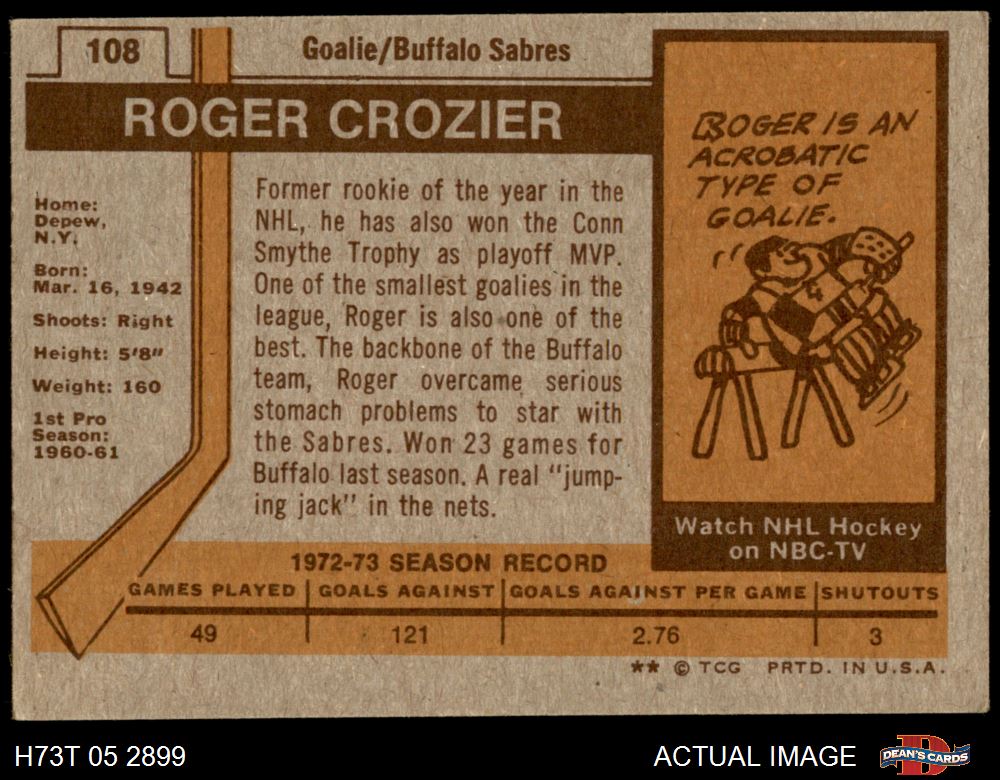 108
Goalie/Buffalo Sabres
ROGER CROZIER
Home:
Depew,
N.Y.
Born:
Mar. 16, 1942
Shoots: Right
Height: 5'8"
Weight: 160
1st Pro
Season:
1960-61
Former rookie of the year in the
NHL, he has also won the Conn
Smythe Trophy as playoff MVP.
One of the smallest goalies in the
league, Roger is also one of the
best. The backbone of the Buffalo
team, Roger overcame serious
stomach problems to star with
the Sabres. Won 23 games for
Buffalo last season. A real "jump-
ing jack" in the nets.
ROGER IS AN
ACROBATIC
TYPE OF
GOALIE.
Watch NHL Hockey
on NBC-TV
1972-73 SEASON RECORD
GAMES PLAYED GOALS AGAINST GOALS AGAINST PER GAME SHUTOUTS
49 121 2.76 3
** © TCG PRTD. IN U.S.A.
H73T 05 2899
ACTUAL IMAGE
DEAN'S CARDS